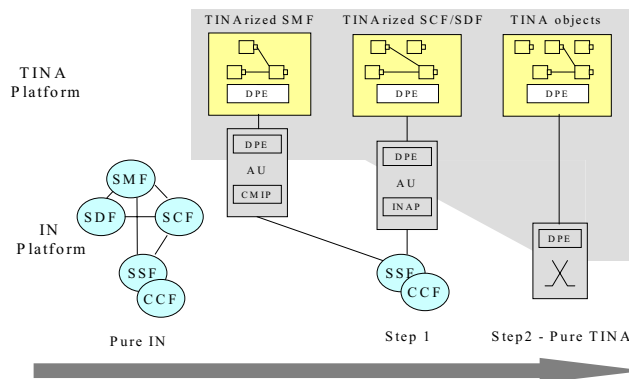 TINArized SMF
TINArized SCF/SDF
TINA objects
TINA
Platform
DPE
DPE
DPE
DPE
AU
CMIP
DPE
AU
INAP
SMF
SDF
SCF
IN
Platform
DPE
SSF
CCF
SSF
CCF
Pure IN
Step 1
Step2 - Pure TINA